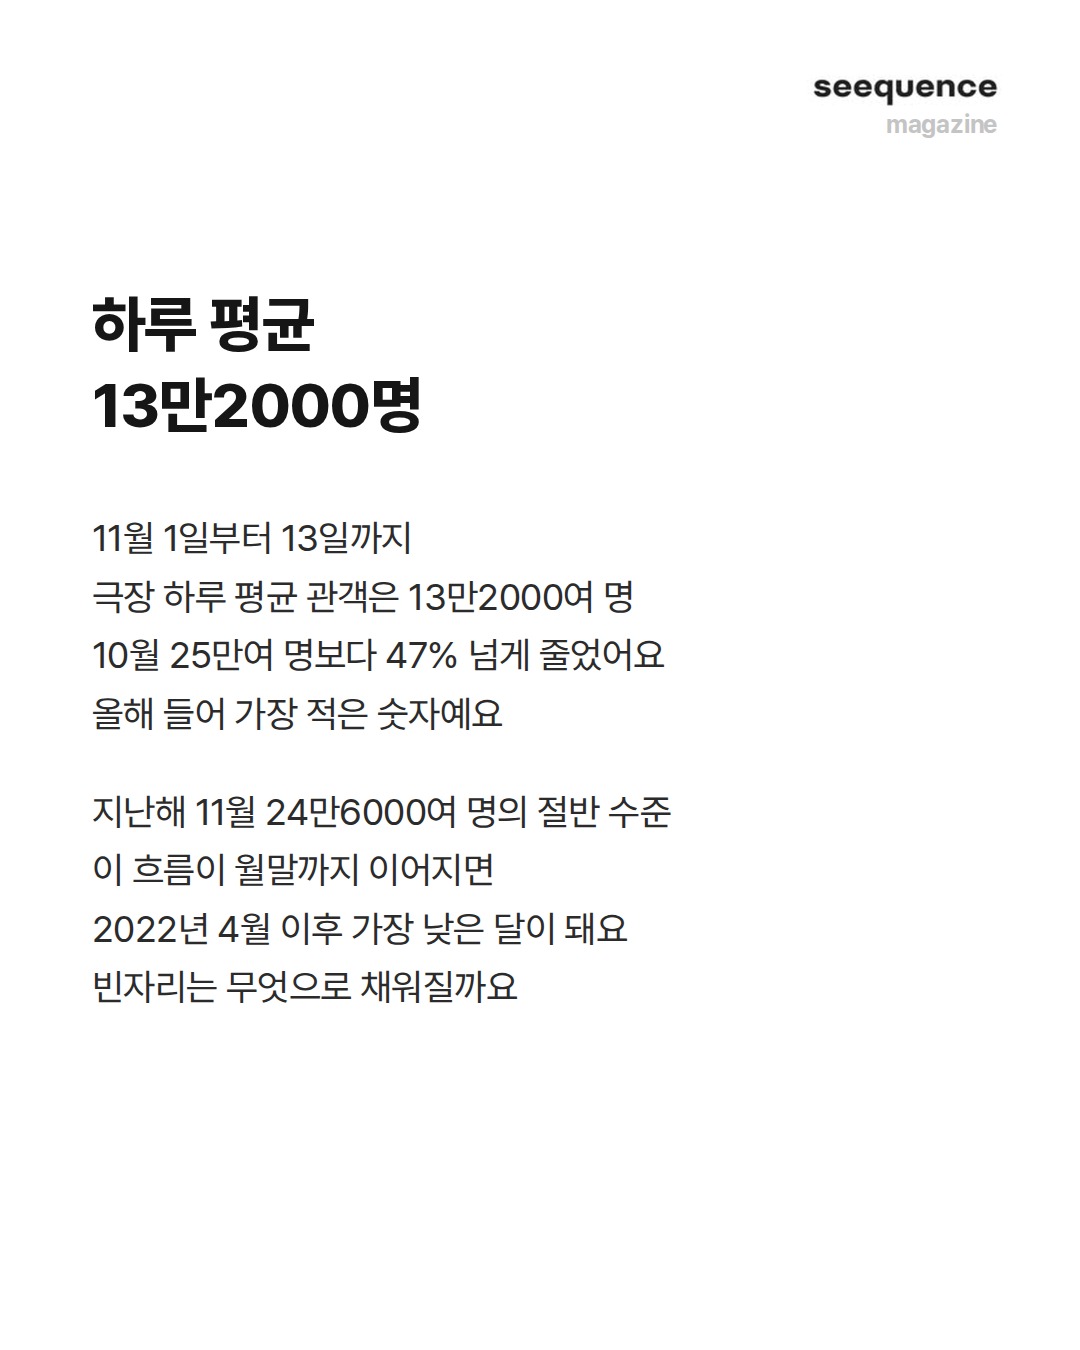 seequence
magazine
하루 평균
13만2000명
11월 1일부터 13일까지
극장 하루 평균 관객은 13만2000여 명
10월 25만여 명보다 47% 넘게 줄었어요
올해 들어 가장 적은 숫자예요
지난해 11월 24만6000여 명의 절반 수준
이 흐름이 월말까지 이어지면
2022년 4월 이후 가장 낮은 달이 돼요
빈자리는 무엇으로 채워질까요